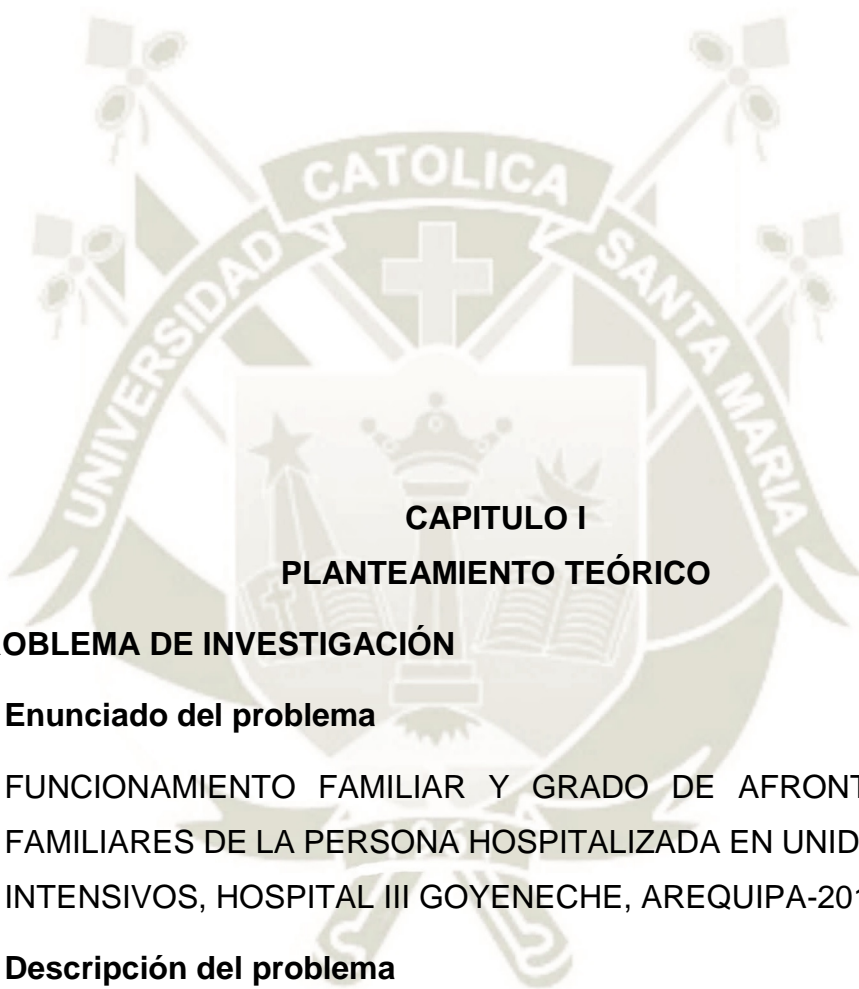 UNIVERSIDAD CATOLICA SANTA MARIA
CAPITULO I
PLANTEAMIENTO TEÓRICO
OBLEMA DE INVESTIGACIÓN
Enunciado del problema
FUNCIONAMIENTO FAMILIAR Y GRADO DE AFRONT
FAMILIARES DE LA PERSONA HOSPITALIZADA EN UNID
INTENSIVOS, HOSPITAL III GOYENECHE, AREQUIPA-201
Descripción del problema